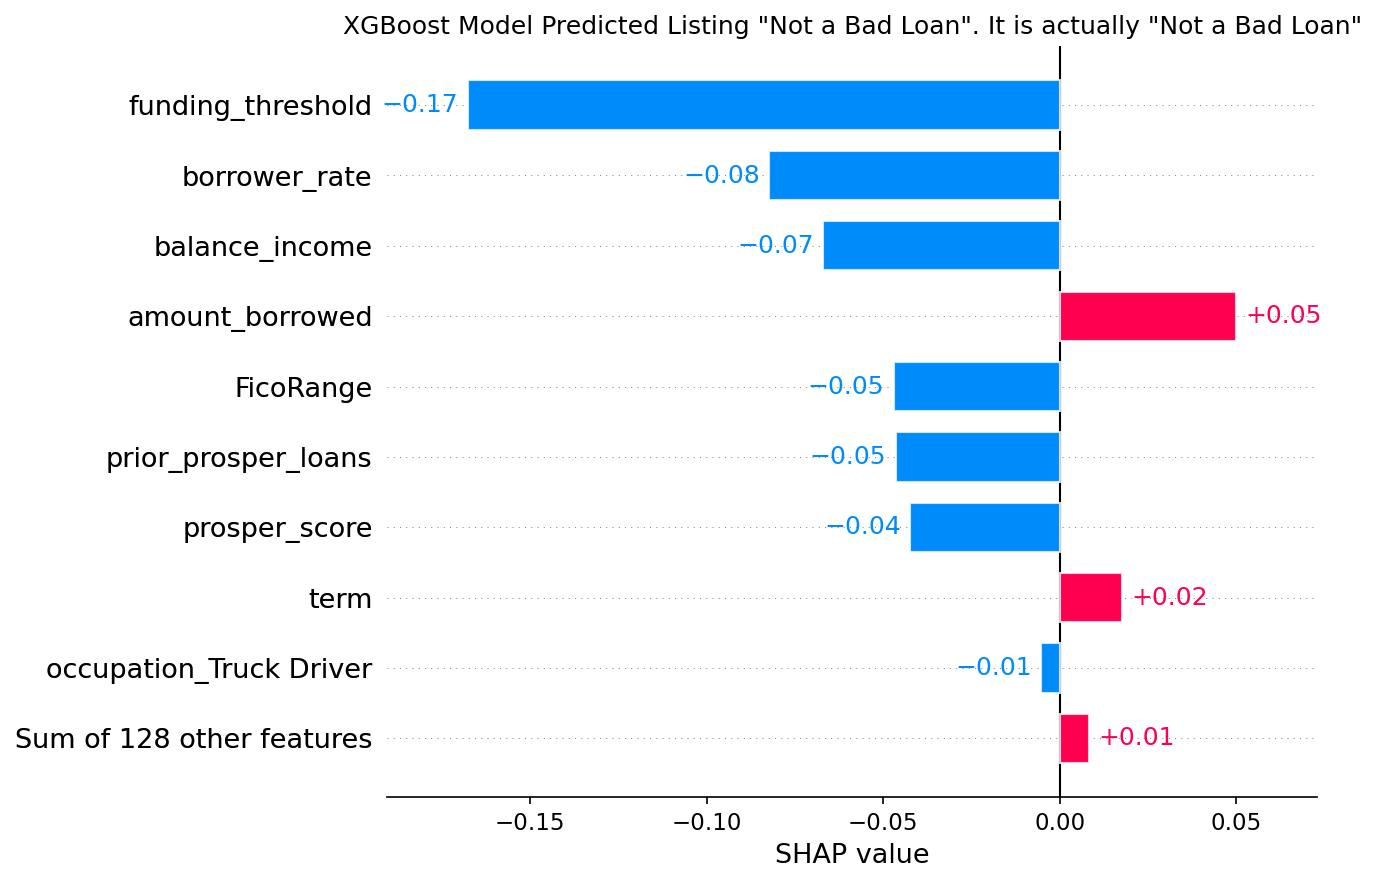 XGBoost Model Predicted Listing "Not a Bad Loan". It is actually "Not a Bad Loan"
funding_threshold −0.17
borrower_rate −0.08
balance_income −0.07
amount_borrowed +0.05
FicoRange −0.05
prior_prosper_loans −0.05
prosper_score −0.04
term +0.02
occupation_Truck Driver −0.01
Sum of 128 other features +0.01
−0.15 −0.10 −0.05 0.00 0.05
SHAP value